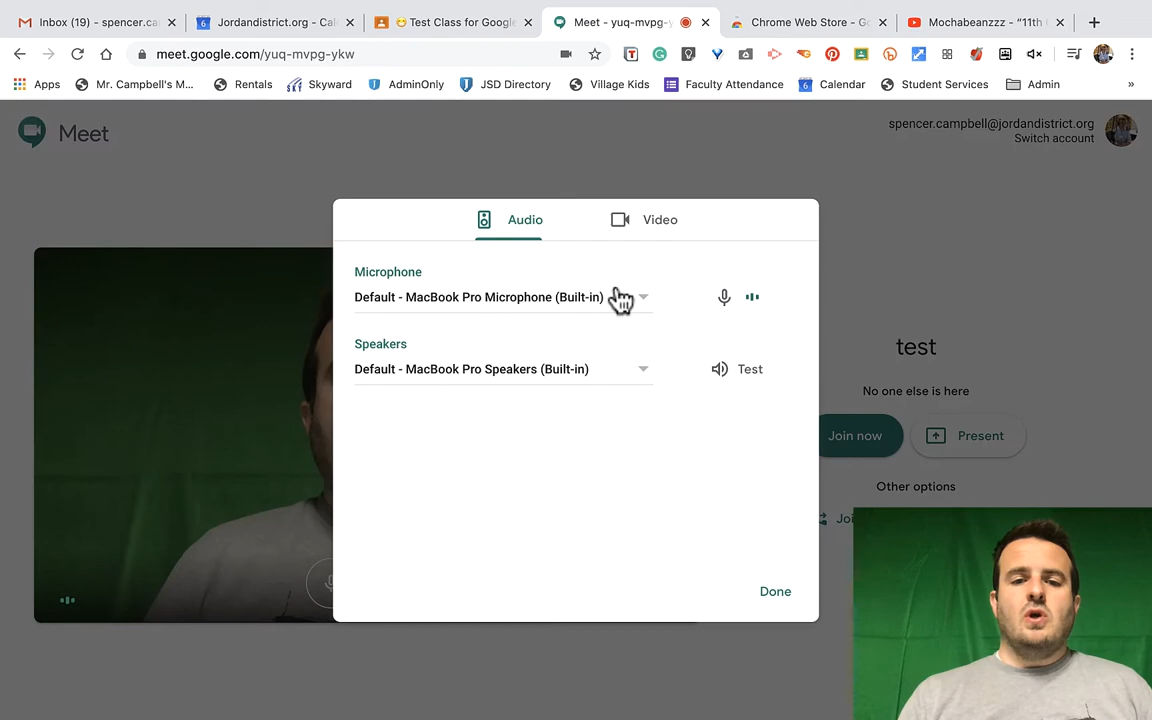 Inbox (19) - spencer.ca
Jordandistrict.org - Cal
Test Class for Google
Meet - yuq-mvpg-y
Chrome Web Store - Go
Mochabeanzzz - "11th
meet.google.com/yuq-mvpg-ykw
Apps
Mr. Campbell's M...
Rentals
Skyward
AdminOnly
JSD Directory
Village Kids
Faculty Attendance
Calendar
Student Services
Admin
»
Meet
spencer.campbell@jordandistrict.org
Switch account
Audio
Video
Microphone
Default - MacBook Pro Microphone (Built-in)
Speakers
Default - MacBook Pro Speakers (Built-in)
Test
Done
test
No one else is here
Join now
Present
Other options
Joi